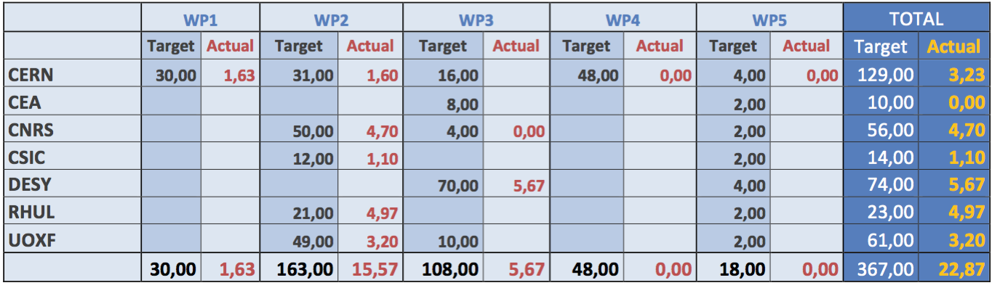 WP1 WP2 WP3 WP4 WP5 TOTAL
Target Actual Target Actual Target Actual Target Actual Target Actual Target Actual
CERN 30,00 1,63 31,00 1,60 16,00 48,00 0,00 4,00 0,00 129,00 3,23
CEA 8,00 2,00 10,00 0,00
CNRS 50,00 4,70 4,00 0,00 2,00 56,00 4,70
CSIC 12,00 1,10 2,00 14,00 1,10
DESY 70,00 5,67 4,00 74,00 5,67
RHUL 21,00 4,97 2,00 23,00 4,97
UOXF 49,00 3,20 10,00 2,00 61,00 3,20
30,00 1,63 163,00 15,57 108,00 5,67 48,00 0,00 18,00 0,00 367,00 22,87